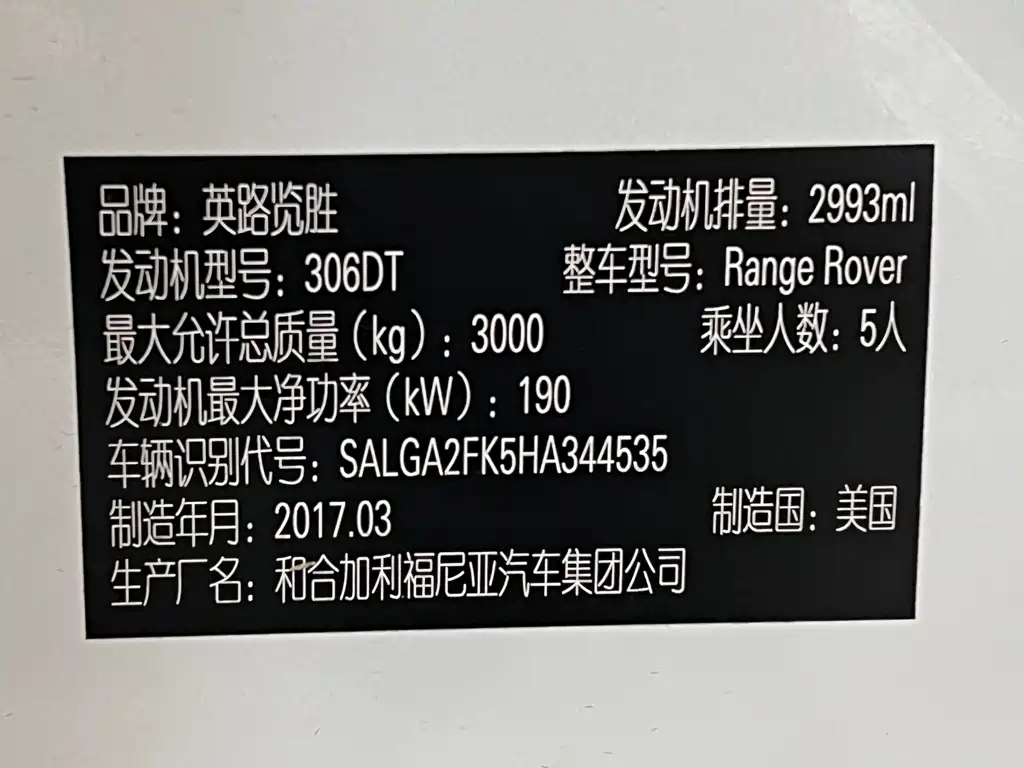 品牌：英路览胜 发动机排量：2993ml
发动机型号：306DT 整车型号：Range Rover
最大允许总质量（kg）：3000 乘坐人数：5人
发动机最大净功率（kW）：190
车辆识别代号：SALGA2FK5HA344535
制造年月：2017.03 制造国：美国
生产厂名：和合加利福尼亚汽车集团公司